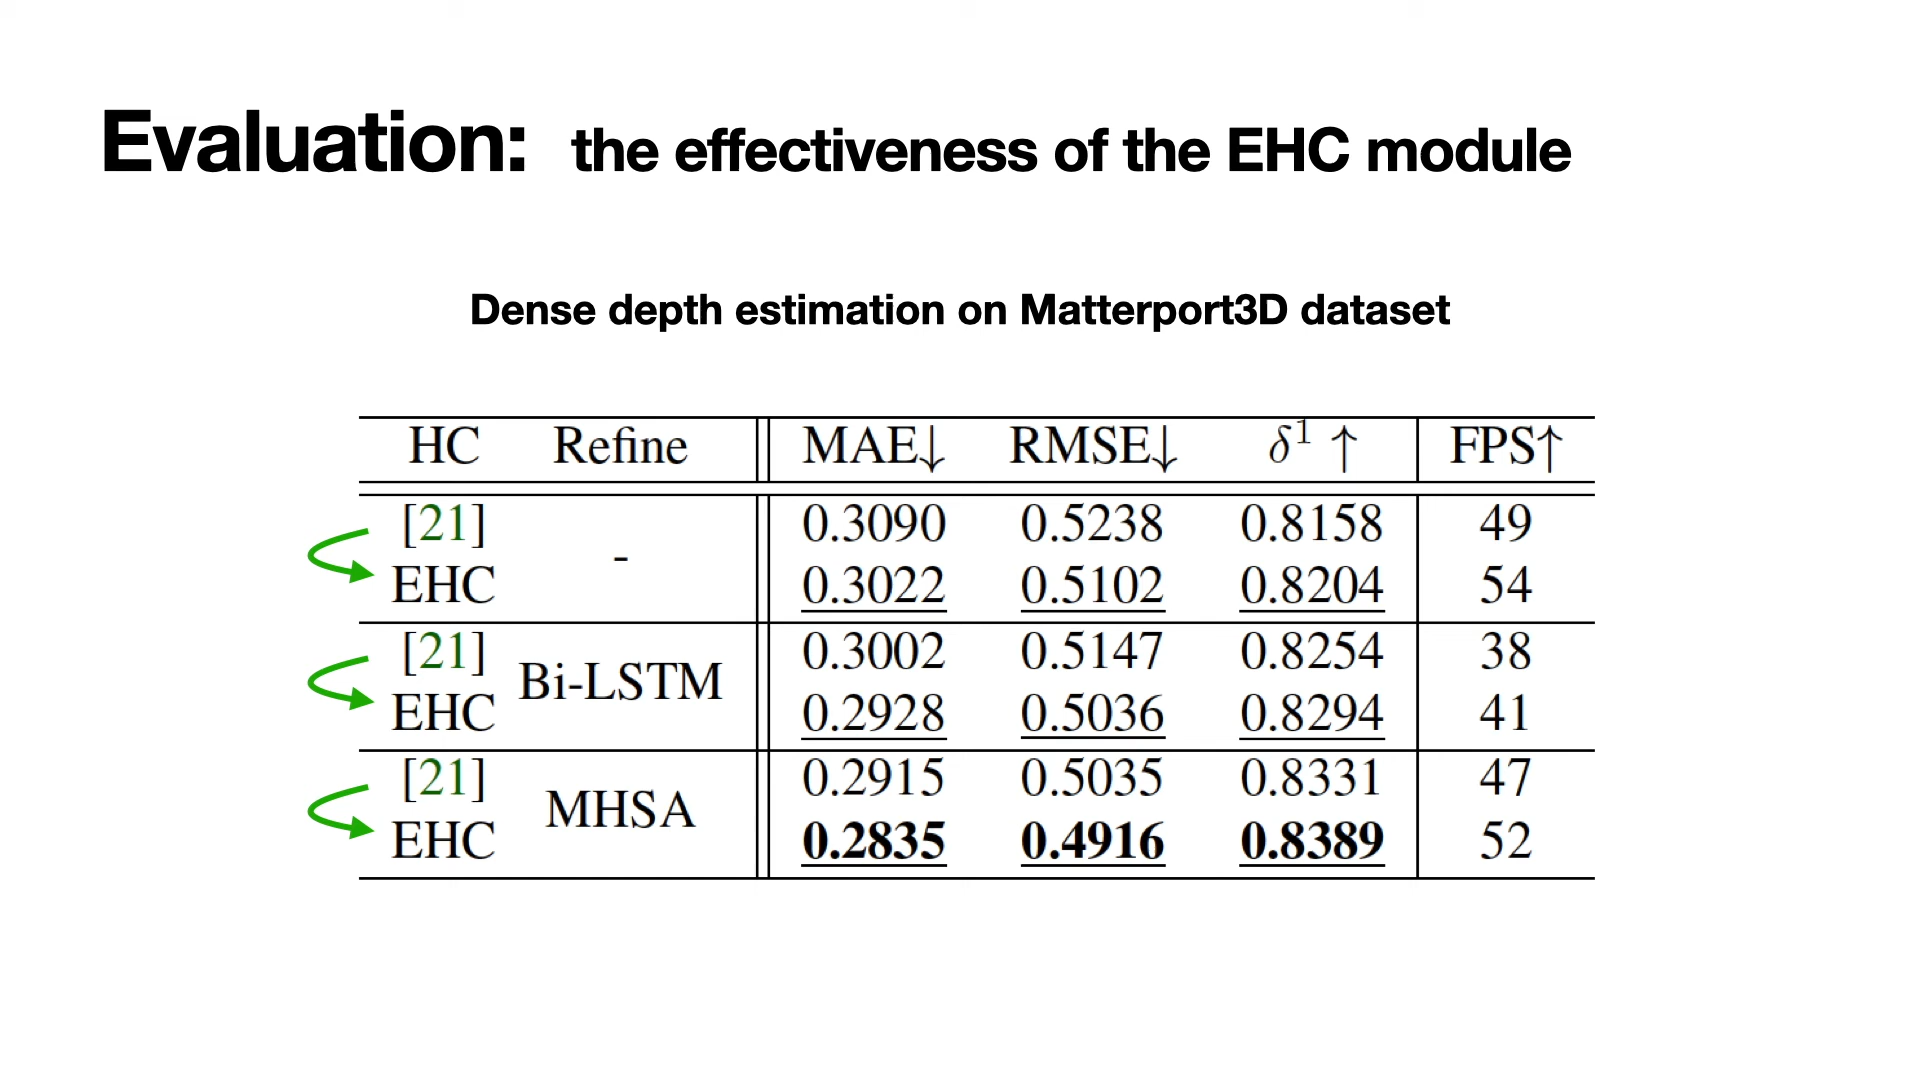 Evaluation: the effectiveness of the EHC module
Dense depth estimation on Matterport3D dataset
HC Refine MAE↓ RMSE↓ δ¹ ↑ FPS↑
[21] 0.3090 0.5238 0.8158 49
-
EHC 0.3022 0.5102 0.8204 54
[21] 0.3002 0.5147 0.8254 38
Bi-LSTM
EHC 0.2928 0.5036 0.8294 41
[21] 0.2915 0.5035 0.8331 47
MHSA
EHC 0.2835 0.4916 0.8389 52